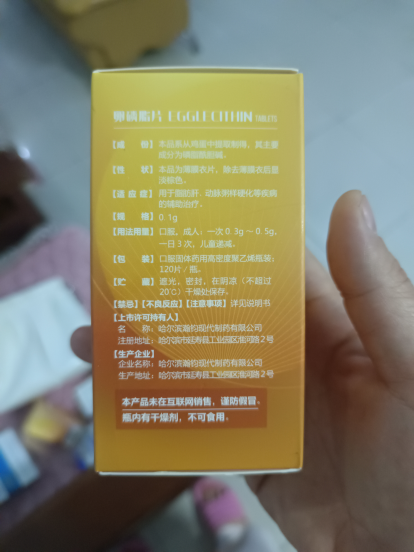 卵磷脂片 EGG LECITHIN TABLETS
【成　份】本品系从鸡蛋中提取制得，其主要
成分为磷脂酰胆碱。
【性　状】本品为薄膜衣片，除去薄膜衣后显
淡棕色。
【适应症】用于脂肪肝、动脉粥样硬化等疾病
的辅助治疗。
【规　格】0.1g
【用法用量】口服。成人：一次0.3g～0.5g，
一日3次，儿童递减。
【包　装】口服固体药用高密度聚乙烯瓶装；
120片/瓶。
【贮　藏】遮光，密封，在阴凉（不超过
20℃）干燥处保存。
【禁忌】【不良反应】【注意事项】详见说明书
【上市许可持有人】
名　称：哈尔滨瀚钧现代制药有限公司
注册地址：哈尔滨市延寿县工业园区蚂河路2号
【生产企业】
企业名称：哈尔滨瀚钧现代制药有限公司
生产地址：哈尔滨市延寿县工业园区蚂河路2号
本产品未在互联网销售，谨防假冒。
瓶内有干燥剂，不可食用。